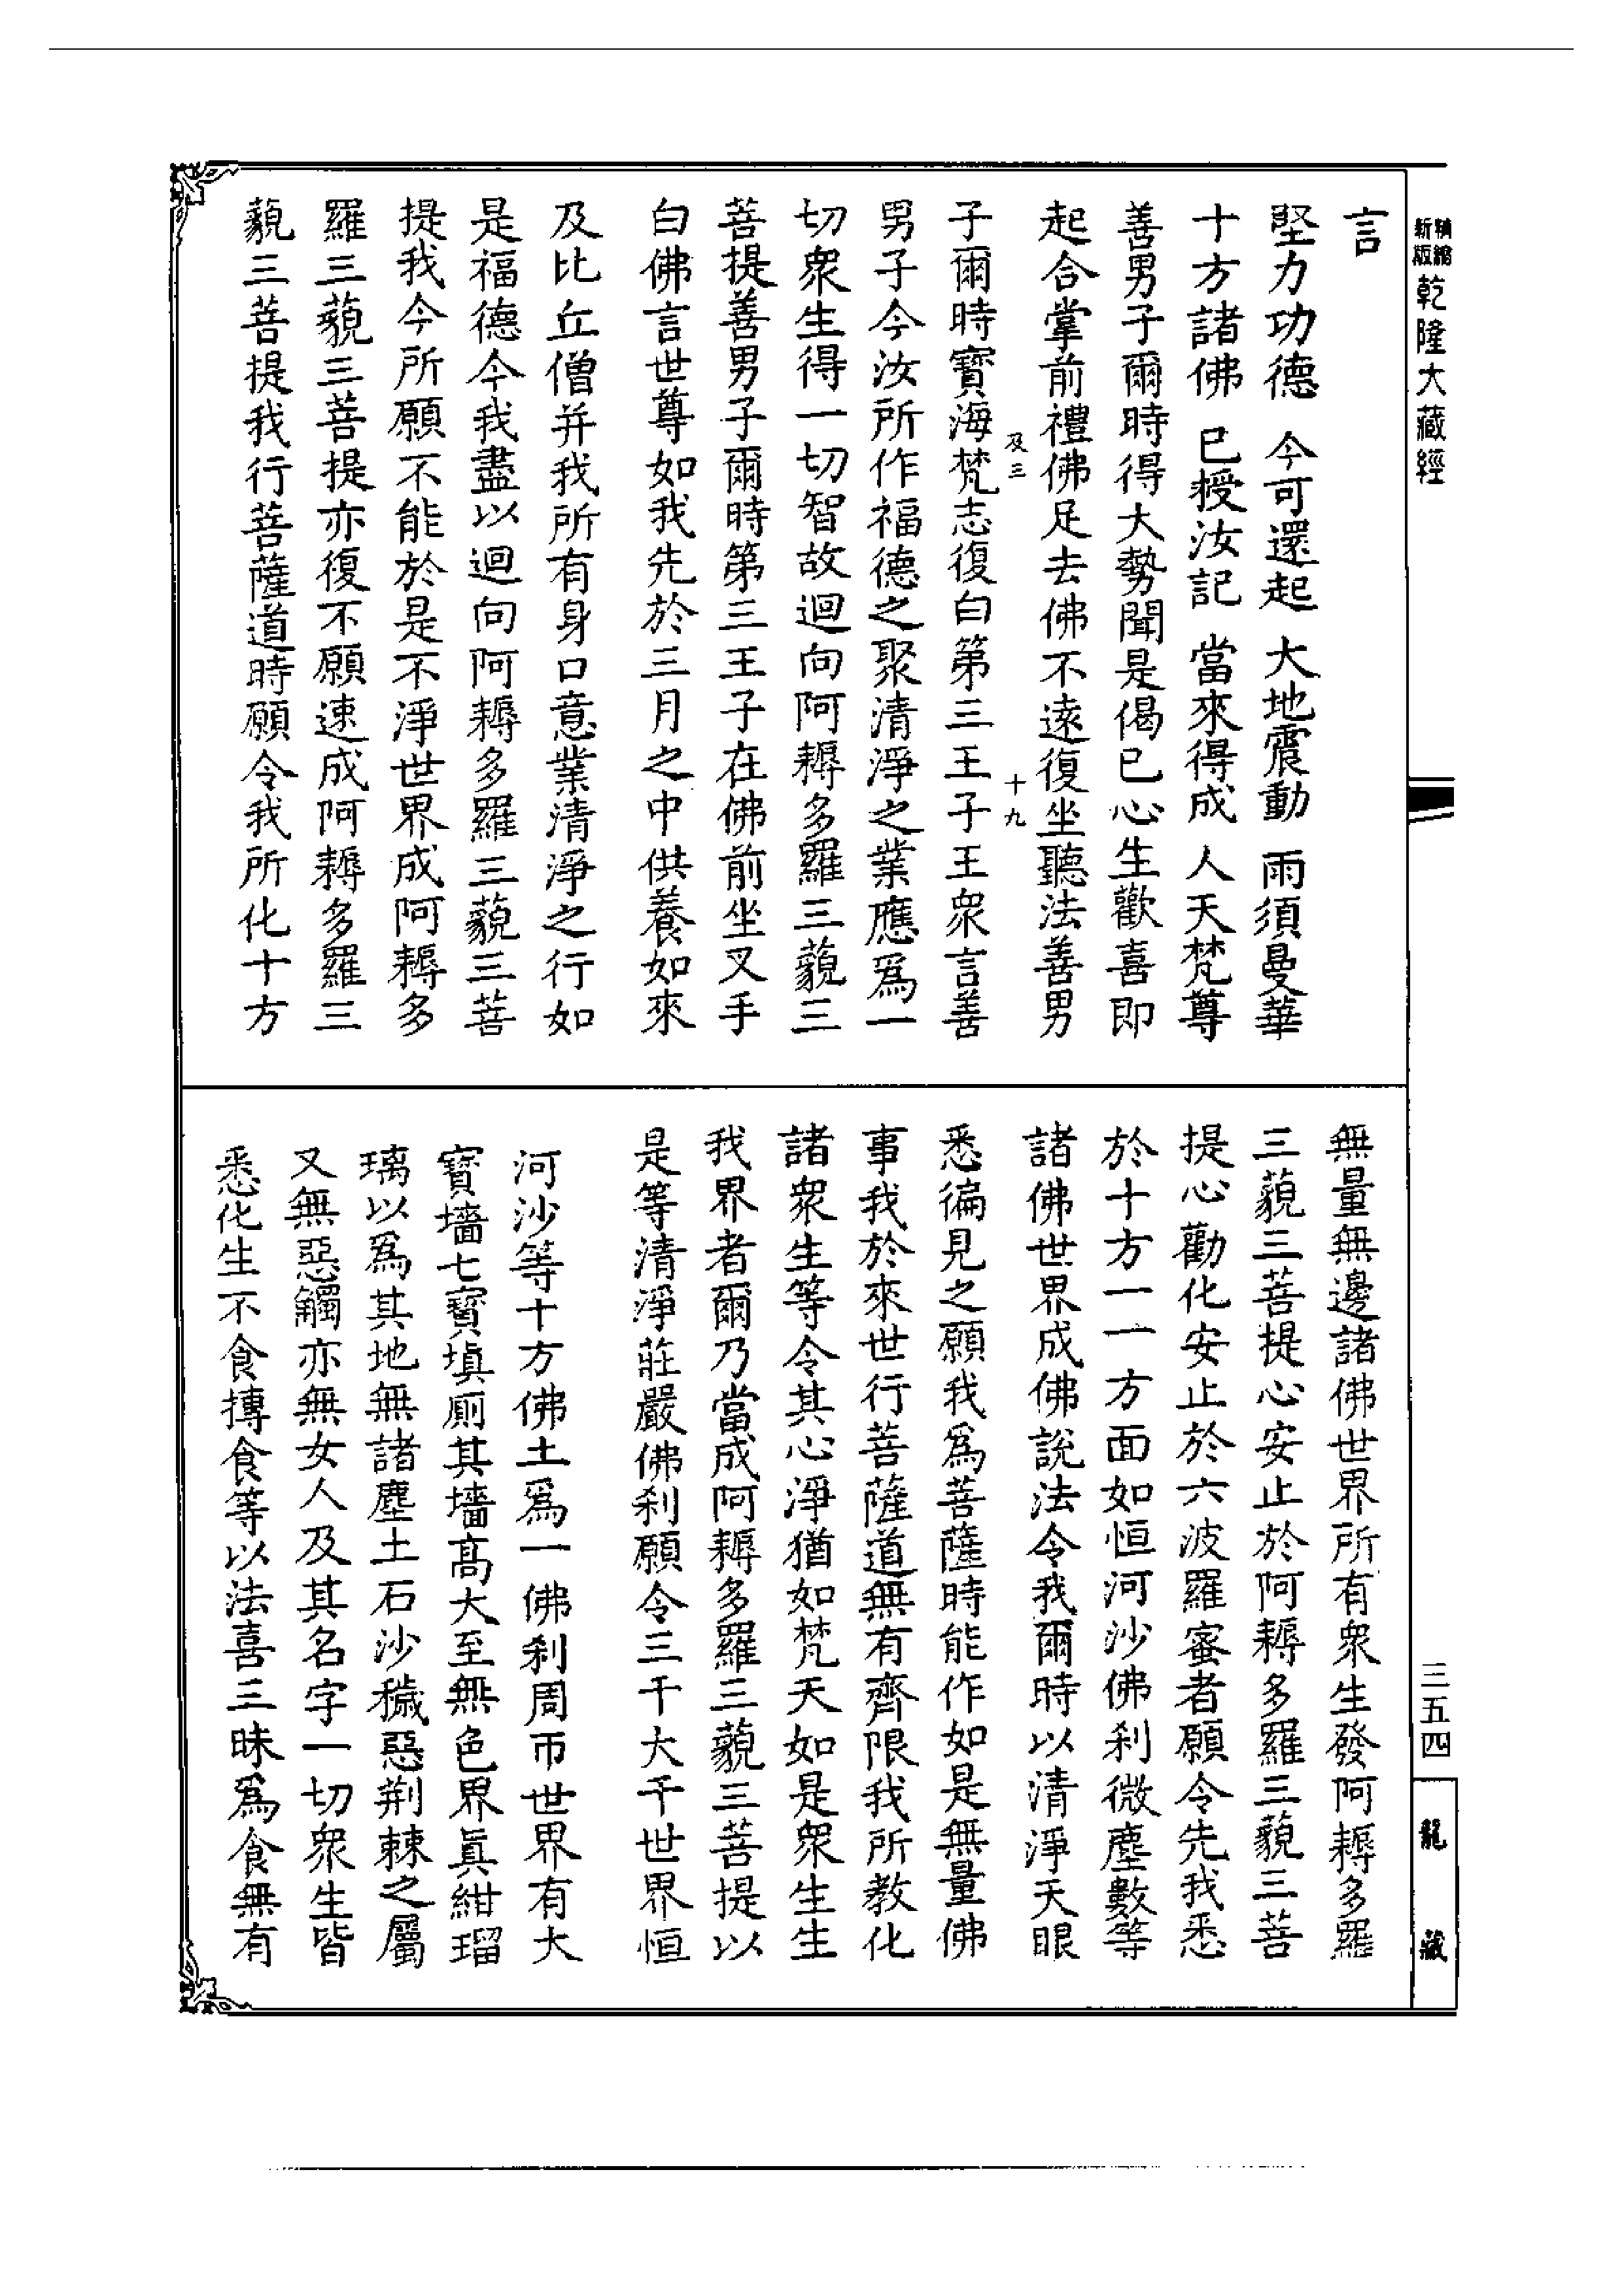 精縮新版乾隆大藏經
三五四
龍藏
言
堅力功德　今可還起　大地震動　雨須曼華
十方諸佛　已授汝記　當來得成　人天梵尊
善男子爾時得大勢聞是偈已心生歡喜即
起合掌前禮佛足去佛不遠復坐聽法善男
及三　十九
子爾時寶海梵志復白第三王子王衆言善
男子今汝所作福德之聚清淨之業應爲一
切衆生得一切智故迴向阿耨多羅三藐三
菩提善男子爾時第三王子在佛前坐叉手
白佛言世尊如我先於三月之中供養如來
及比丘僧并我所有身口意業清淨之行如
是福德今我盡以迴向阿耨多羅三藐三菩
提我今所願不能於是不淨世界成阿耨多
羅三藐三菩提亦復不願速成阿耨多羅三
藐三菩提我行菩薩道時願令我所化十方
無量無邊諸佛世界所有衆生發阿耨多羅
三藐三菩提心安止於阿耨多羅三藐三菩
提心勸化安止於六波羅蜜者願令先我悉
於十方一一方面如恒河沙佛刹微塵數等
諸佛世界成佛說法令我爾時以清淨天眼
悉徧見之願我爲菩薩時能作如是無量佛
事我於來世行菩薩道無有齊限我所教化
諸衆生等令其心淨猶如梵天如是衆生生
我界者爾乃當成阿耨多羅三藐三菩提以
是等清淨莊嚴佛刹願令三千大千世界恒
河沙等十方佛土爲一佛刹周帀世界有大
寶墻七寶塡廁其墻高大至無色界眞紺瑠
璃以爲其地無諸塵土石沙穢惡荆棘之屬
又無惡觸亦無女人及其名字一切衆生皆
悉化生不食摶食等以法喜三昧爲食無有